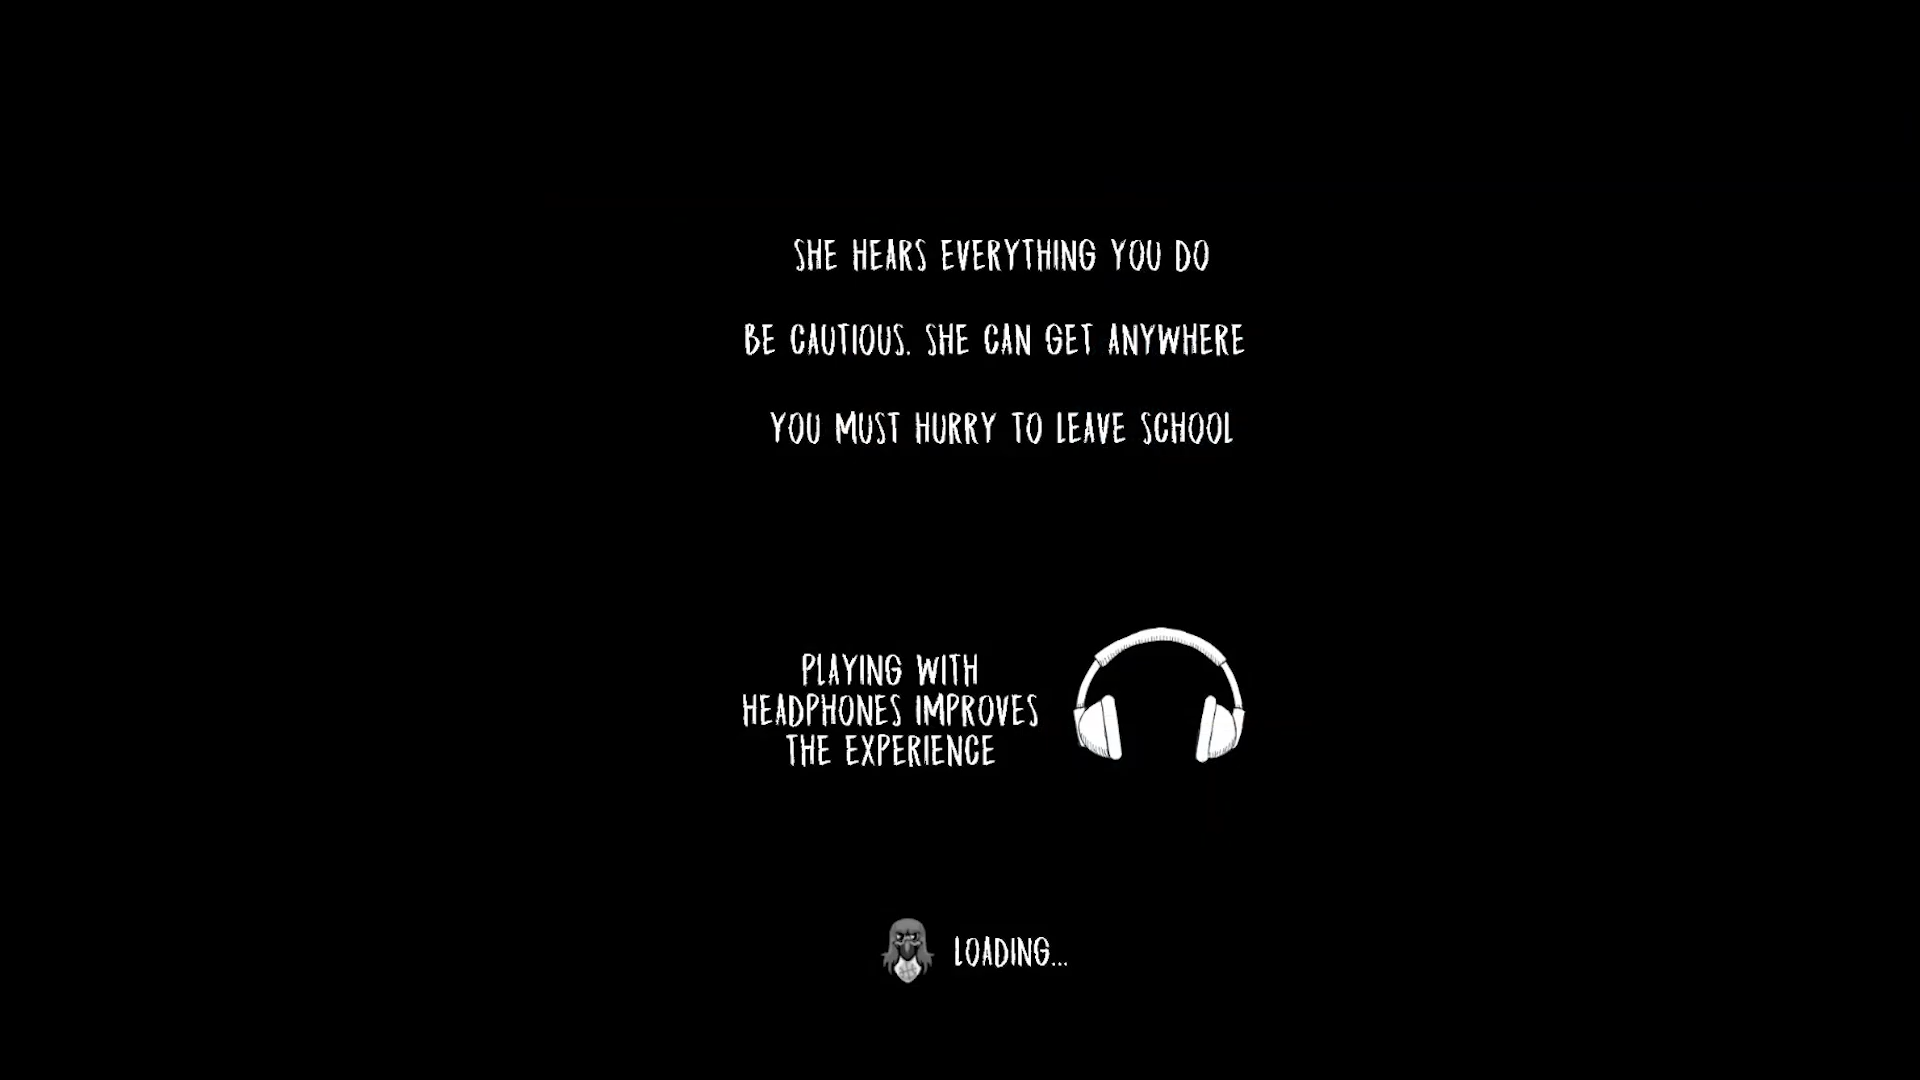 SHE HEARS EVERYTHING YOU DO
BE CAUTIOUS. SHE CAN GET ANYWHERE
YOU MUST HURRY TO LEAVE SCHOOL
PLAYING WITH
HEADPHONES IMPROVES
THE EXPERIENCE
LOADING...